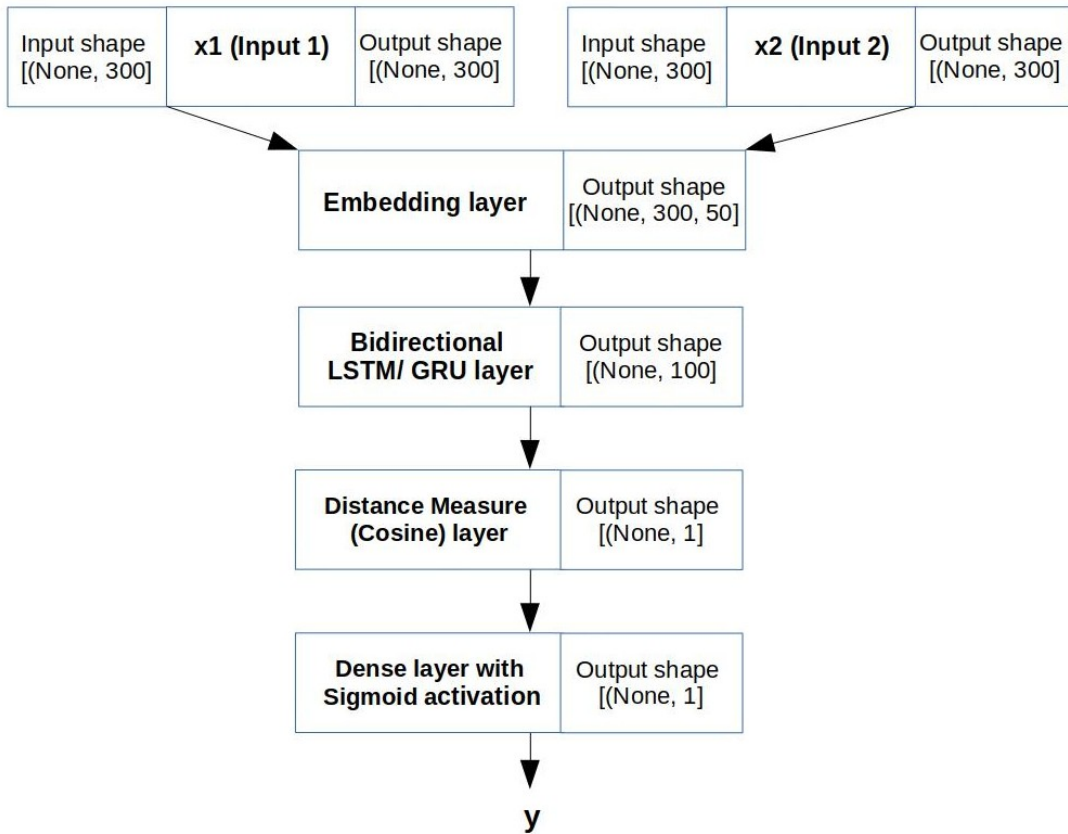 Input shape
[(None, 300]
x1 (Input 1)
Output shape
[(None, 300]
Input shape
[(None, 300]
x2 (Input 2)
Output shape
[(None, 300]
Embedding layer
Output shape
[(None, 300, 50]
Bidirectional
LSTM/ GRU layer
Output shape
[(None, 100]
Distance Measure
(Cosine) layer
Output shape
[(None, 1]
Dense layer with
Sigmoid activation
Output shape
[(None, 1]
y